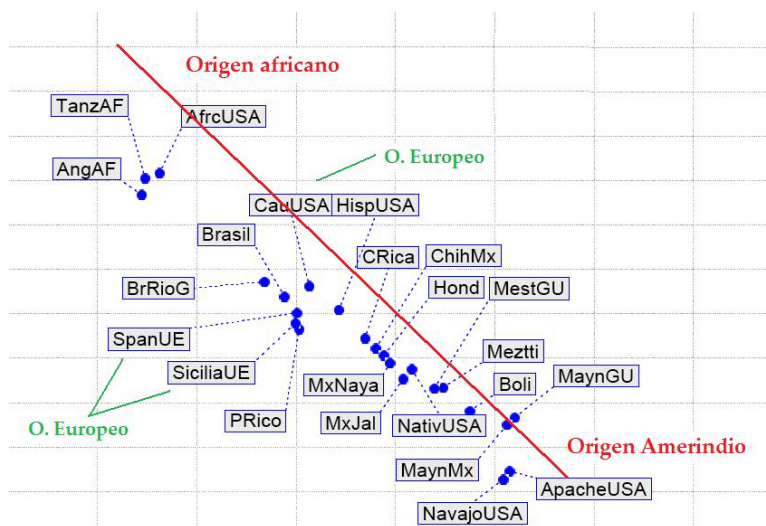 Origen africano
TanzAF
AfrcUSA
AngAF
O. Europeo
CauUSA
HispUSA
Brasil
CRica
ChihMx
BrRioG
Hond
MestGU
SpanUE
SiciliaUE
Meztti
MxNaya
Boli
MaynGU
PRico
MxJal
NativUSA
O. Europeo
Origen Amerindio
MaynMx
ApacheUSA
NavajoUSA